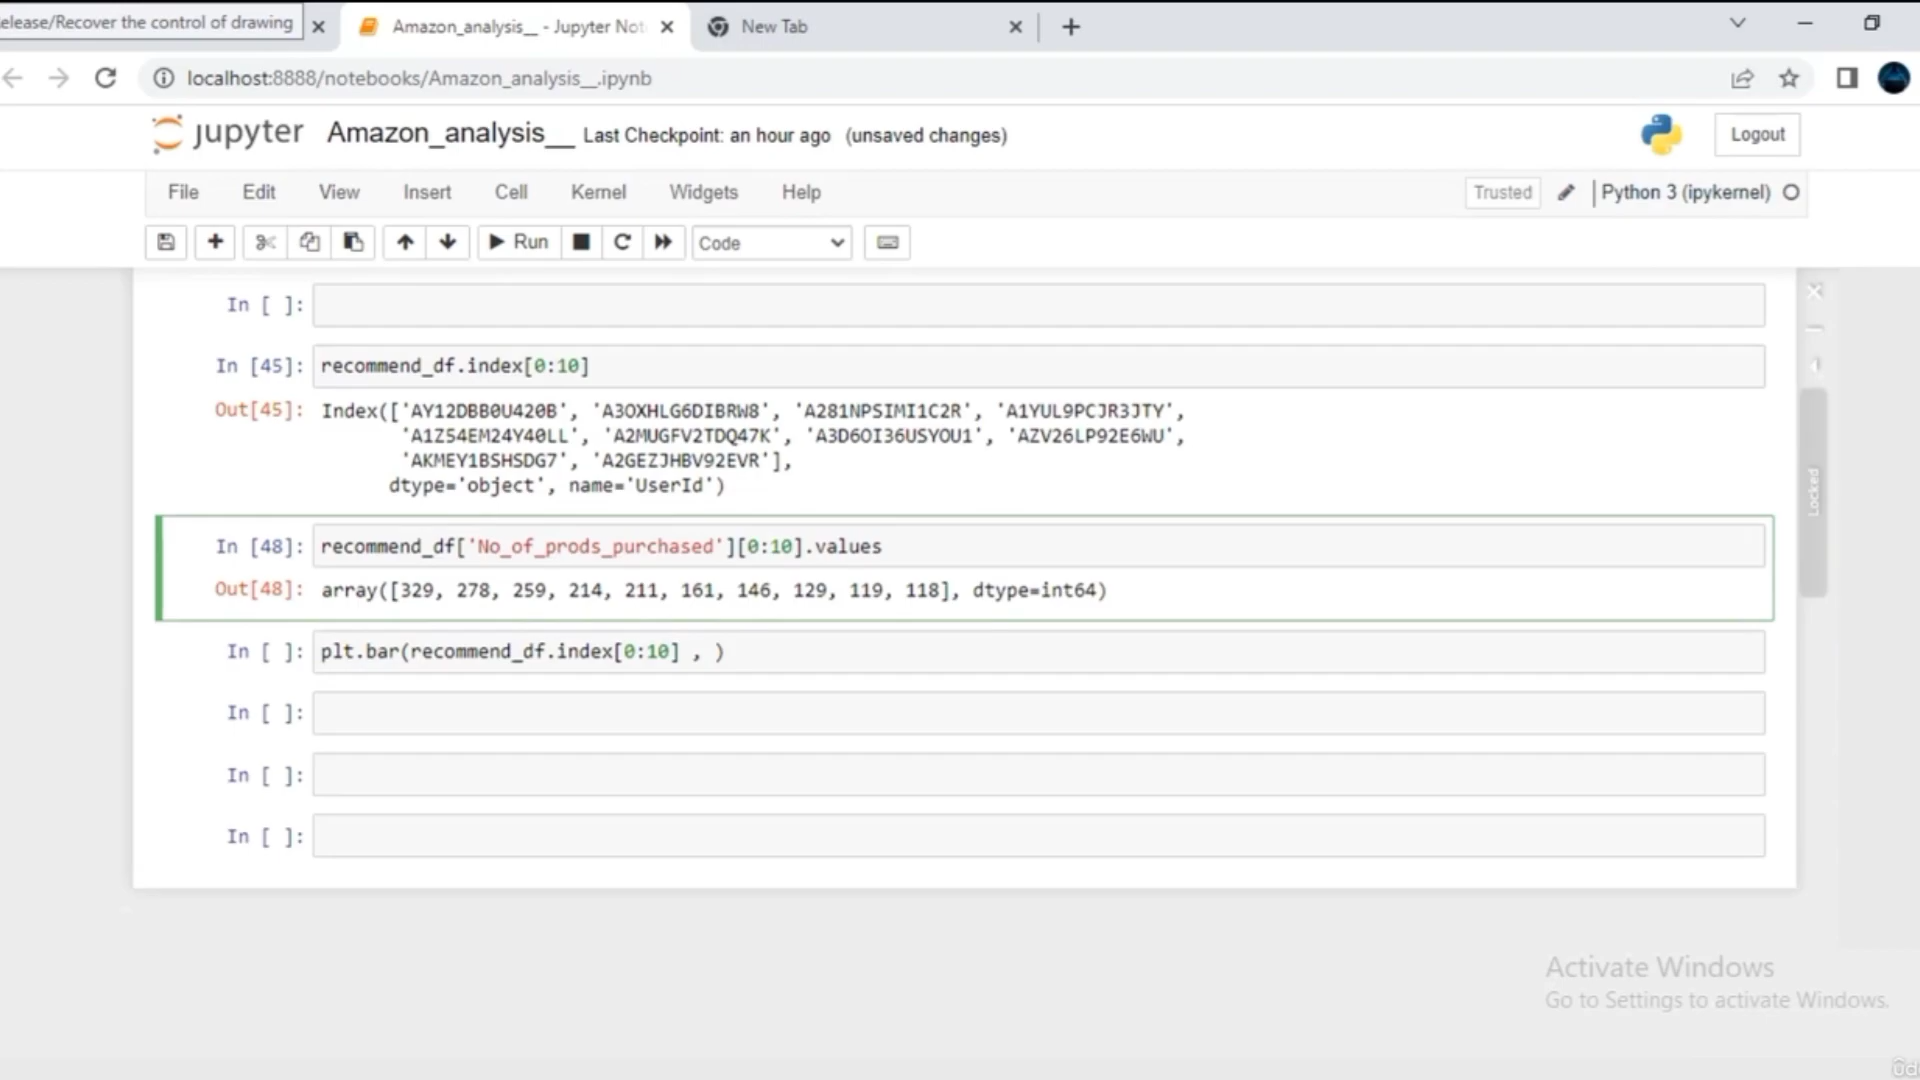 elease/Recover the control of drawing
Amazon_analysis__ - Jupyter Not
New Tab
localhost:8888/notebooks/Amazon_analysis__.ipynb
jupyter Amazon_analysis__ Last Checkpoint: an hour ago (unsaved changes)
Logout
File Edit View Insert Cell Kernel Widgets Help
Trusted Python 3 (ipykernel)
Run Code
In [ ]:
In [45]: recommend_df.index[0:10]
Out[45]: Index(['AY12DBB0U420B', 'A3OXHLG6DIBRW8', 'A281NPSIMI1C2R', 'A1YUL9PCJR3JTY',
'A1Z54EM24Y40LL', 'A2MUGFV2TDQ47K', 'A3D6OI36USYOU1', 'AZV26LP92E6WU',
'AKMEY1BSHSDG7', 'A2GEZJHBV92EVR'],
dtype='object', name='UserId')
In [48]: recommend_df['No_of_prods_purchased'][0:10].values
Out[48]: array([329, 278, 259, 214, 211, 161, 146, 129, 119, 118], dtype=int64)
In [ ]: plt.bar(recommend_df.index[0:10] , )
In [ ]:
In [ ]:
In [ ]:
Locked
Activate Windows
Go to Settings to activate Windows.